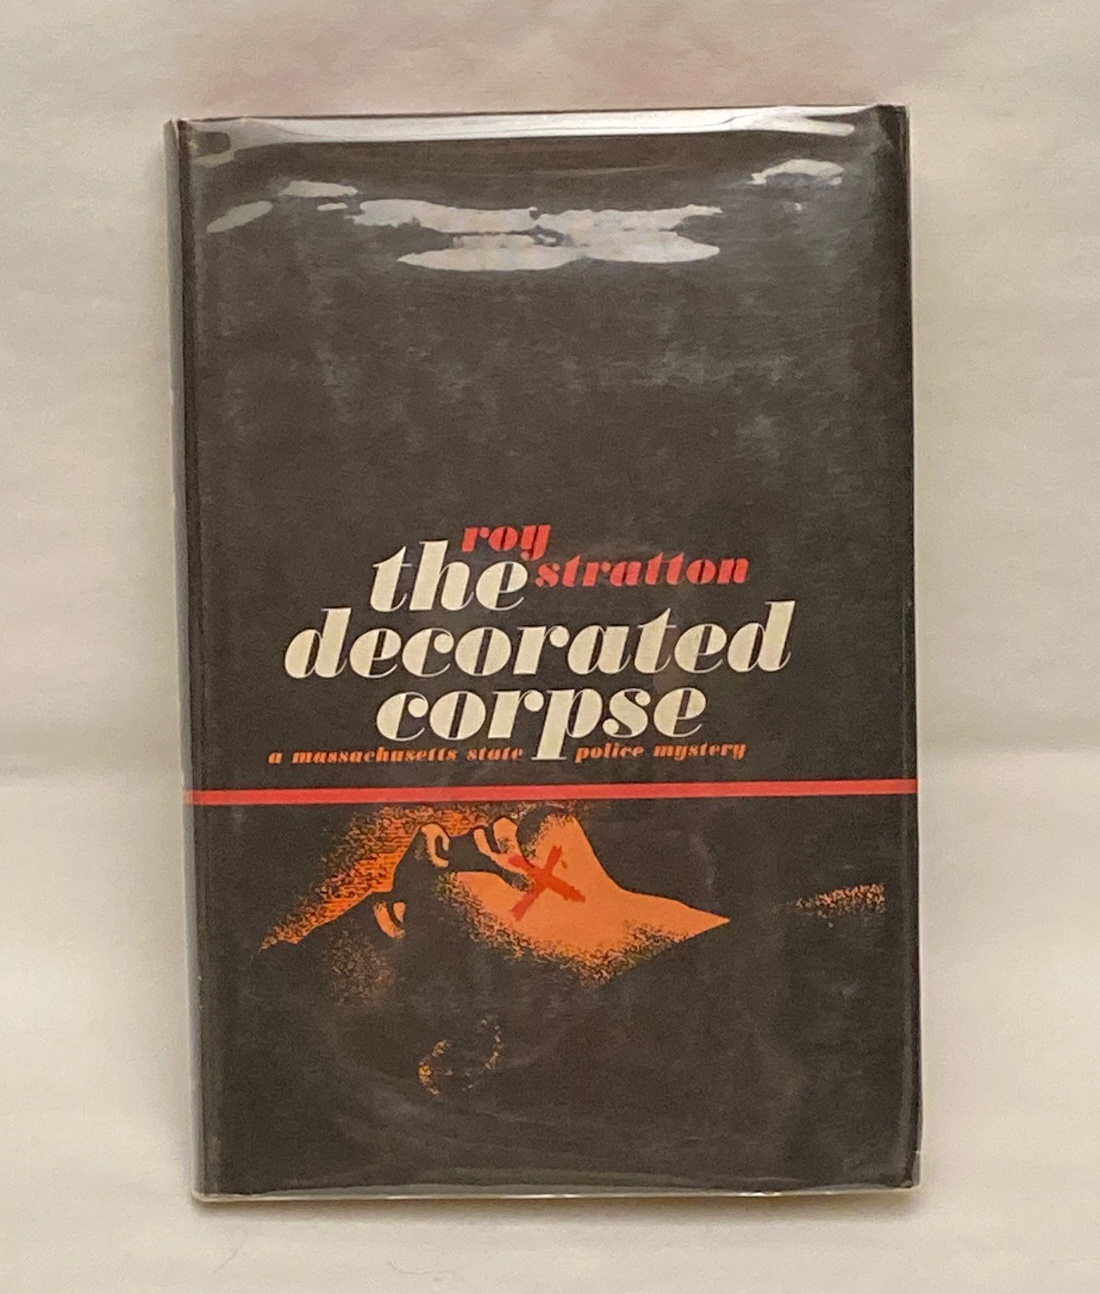 roy
stratton
the
decorated
corpse
a massachusetts state police mystery